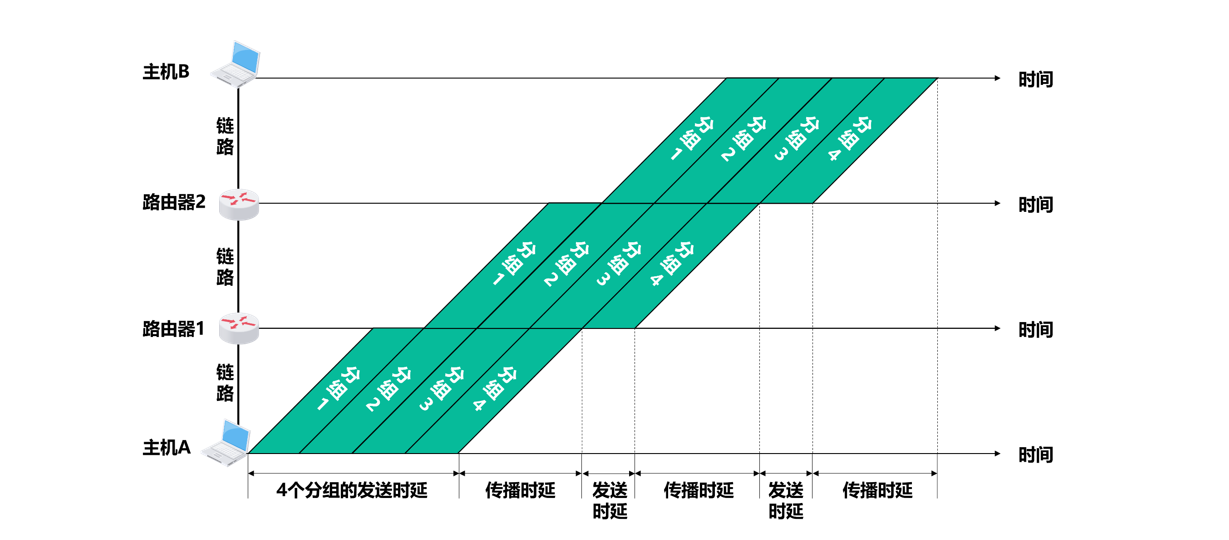 主机B
时间
链路
分组1
分组2
分组3
分组4
路由器2
时间
链路
分组1
分组2
分组3
分组4
路由器1
时间
链路
分组1
分组2
分组3
分组4
主机A
时间
4个分组的发送时延
传播时延
发送
时延
传播时延
发送
时延
传播时延